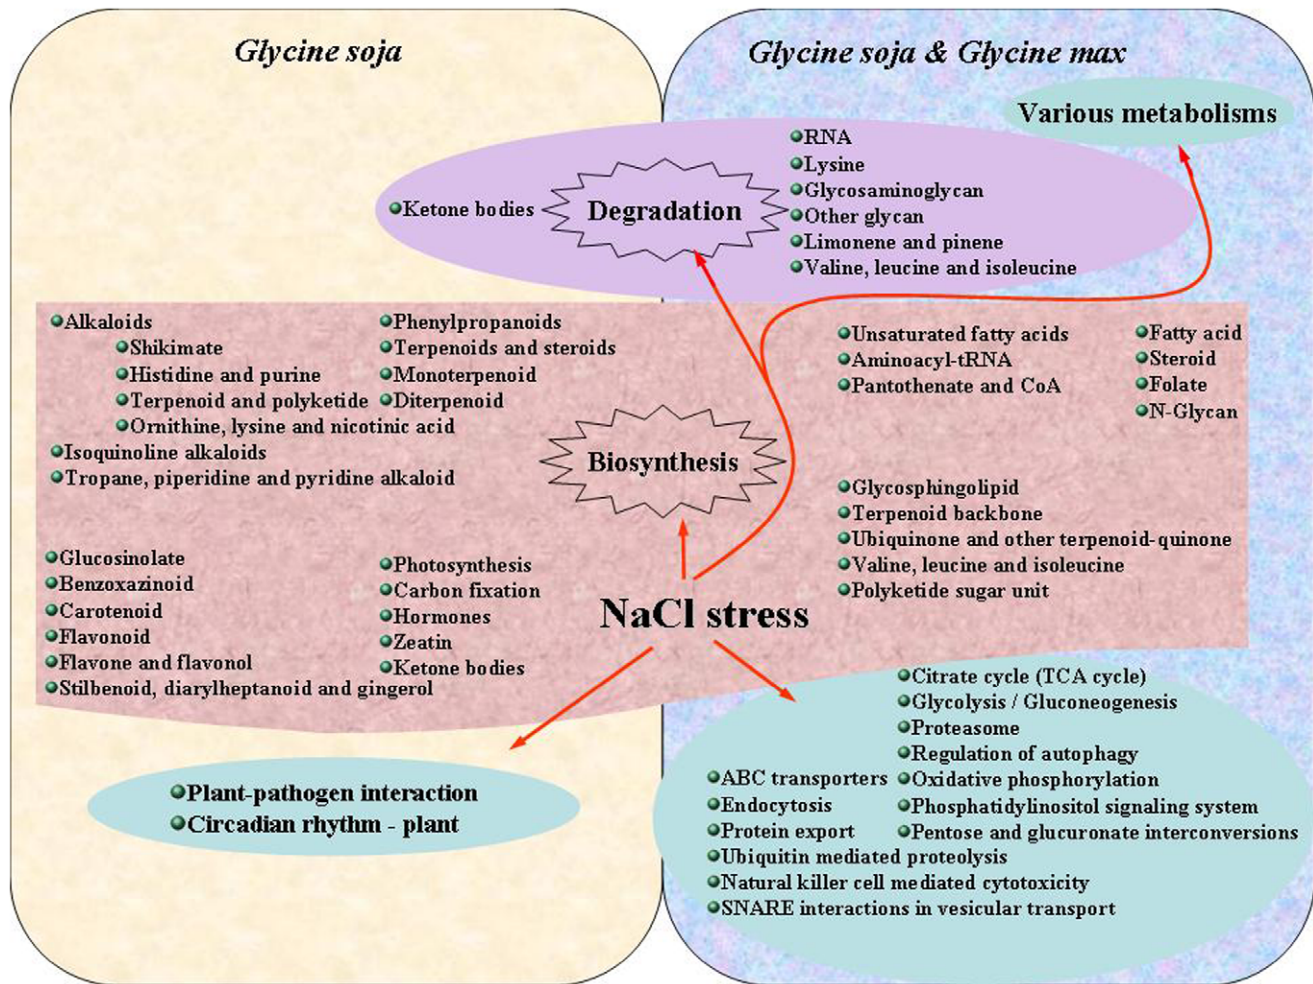 Glycine soja
Glycine soja & Glycine max
Various metabolisms
Ketone bodies
Degradation
RNA
Lysine
Glycosaminoglycan
Other glycan
Limonene and pinene
Valine, leucine and isoleucine
Alkaloids
Shikimate
Histidine and purine
Terpenoid and polyketide
Ornithine, lysine and nicotinic acid
Isoquinoline alkaloids
Tropane, piperidine and pyridine alkaloid
Phenylpropanoids
Terpenoids and steroids
Monoterpenoid
Diterpenoid
Biosynthesis
Unsaturated fatty acids
Aminoacyl-tRNA
Pantothenate and CoA
Fatty acid
Steroid
Folate
N-Glycan
Glycosphingolipid
Terpenoid backbone
Ubiquinone and other terpenoid-quinone
Valine, leucine and isoleucine
Polyketide sugar unit
Glucosinolate
Benzoxazinoid
Carotenoid
Flavonoid
Flavone and flavonol
Stilbenoid, diarylheptanoid and gingerol
Photosynthesis
Carbon fixation
Hormones
Zeatin
Ketone bodies
NaCl stress
Plant-pathogen interaction
Circadian rhythm - plant
Citrate cycle (TCA cycle)
Glycolysis / Gluconeogenesis
Proteasome
Regulation of autophagy
ABC transporters
Oxidative phosphorylation
Endocytosis
Phosphatidylinositol signaling system
Protein export
Pentose and glucuronate interconversions
Ubiquitin mediated proteolysis
Natural killer cell mediated cytotoxicity
SNARE interactions in vesicular transport